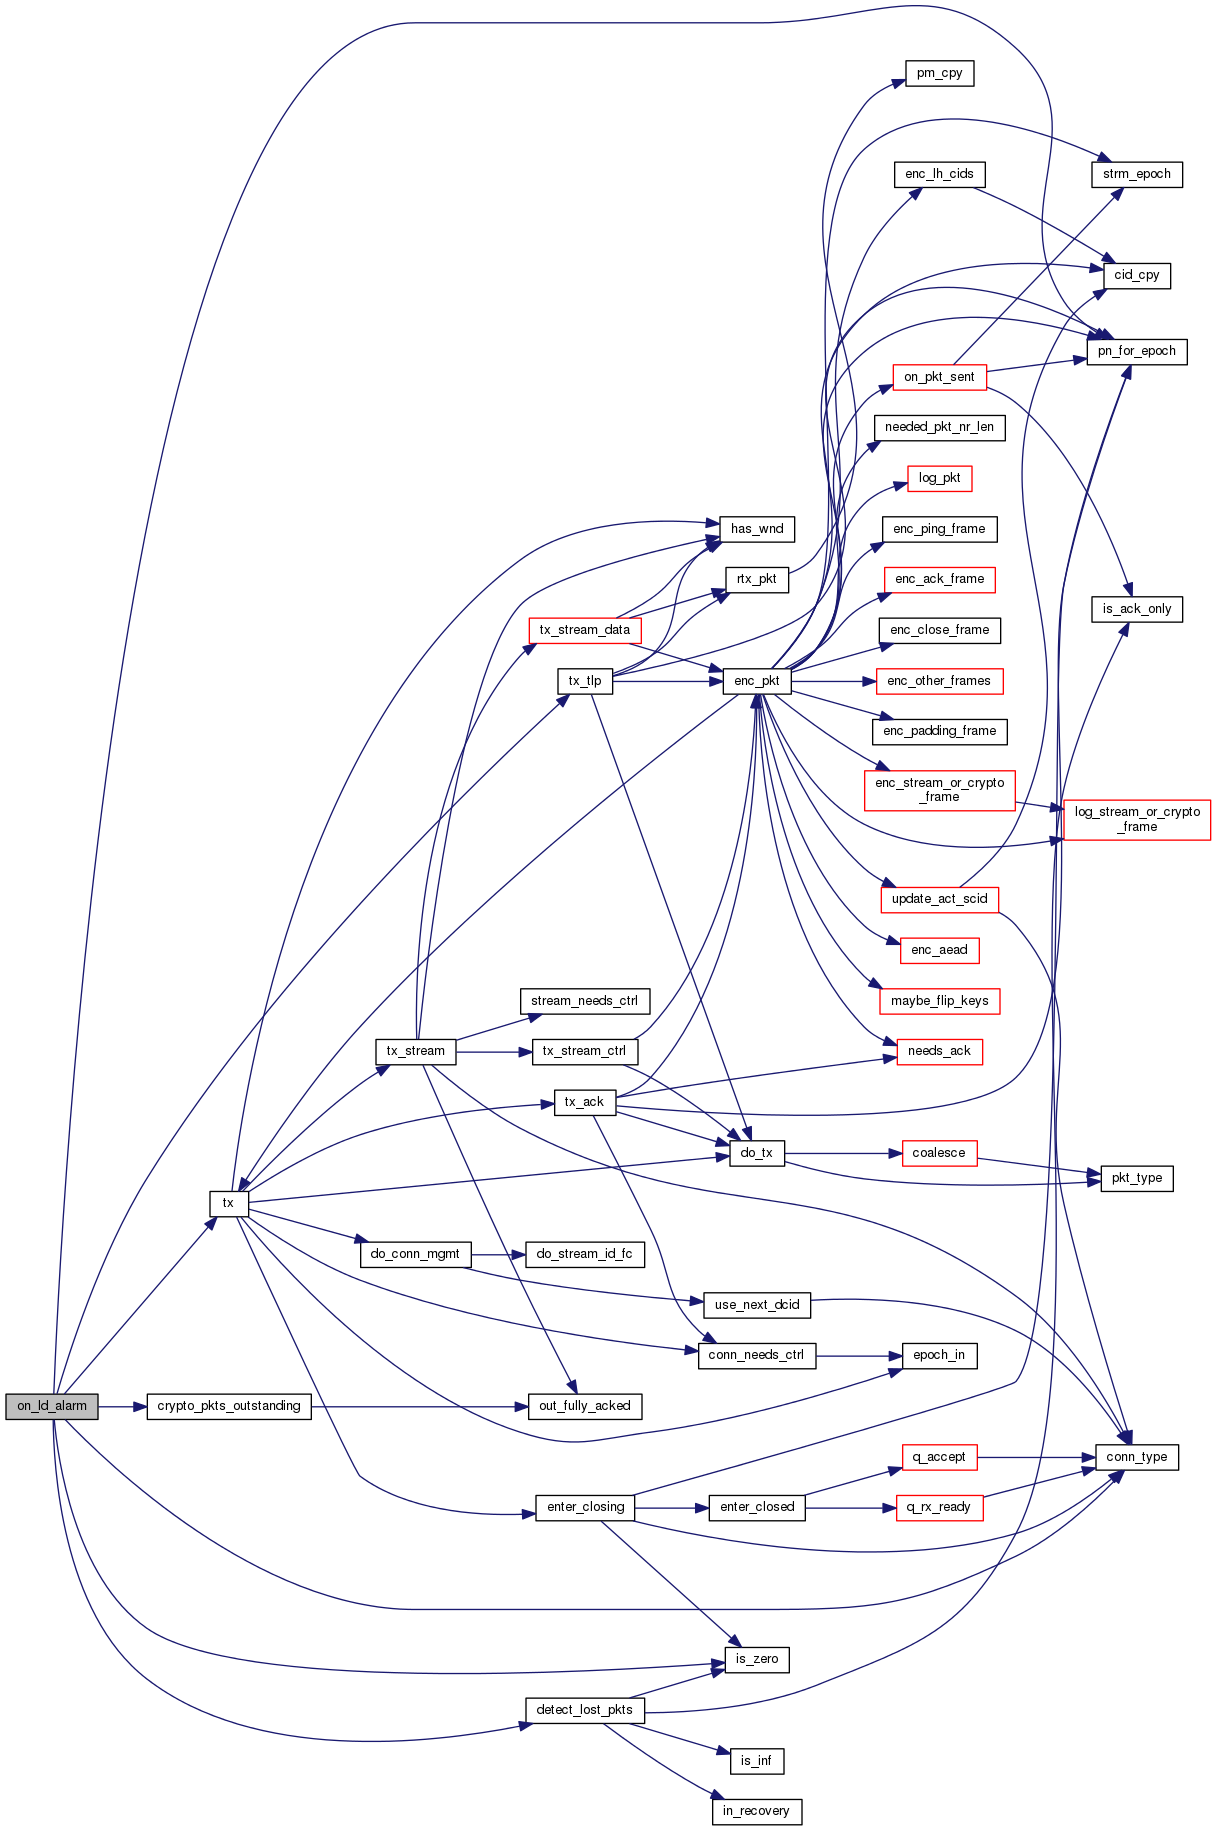 pm_cpy
strm_epoch
enc_lh_cids
cid_cpy
pn_for_epoch
on_pkt_sent
needed_pkt_nr_len
log_pkt
has_wnd
enc_ping_frame
rtx_pkt
enc_ack_frame
is_ack_only
tx_stream_data
enc_close_frame
tx_tlp
enc_pkt
enc_other_frames
enc_padding_frame
enc_stream_or_crypto
_frame
log_stream_or_crypto
_frame
update_act_scid
enc_aead
stream_needs_ctrl
maybe_flip_keys
tx_stream
tx_stream_ctrl
needs_ack
tx_ack
do_tx
coalesce
pkt_type
tx
do_conn_mgmt
do_stream_id_fc
use_next_dcid
conn_needs_ctrl
epoch_in
on_ld_alarm
crypto_pkts_outstanding
out_fully_acked
q_accept
conn_type
enter_closing
enter_closed
q_rx_ready
is_zero
detect_lost_pkts
is_inf
in_recovery